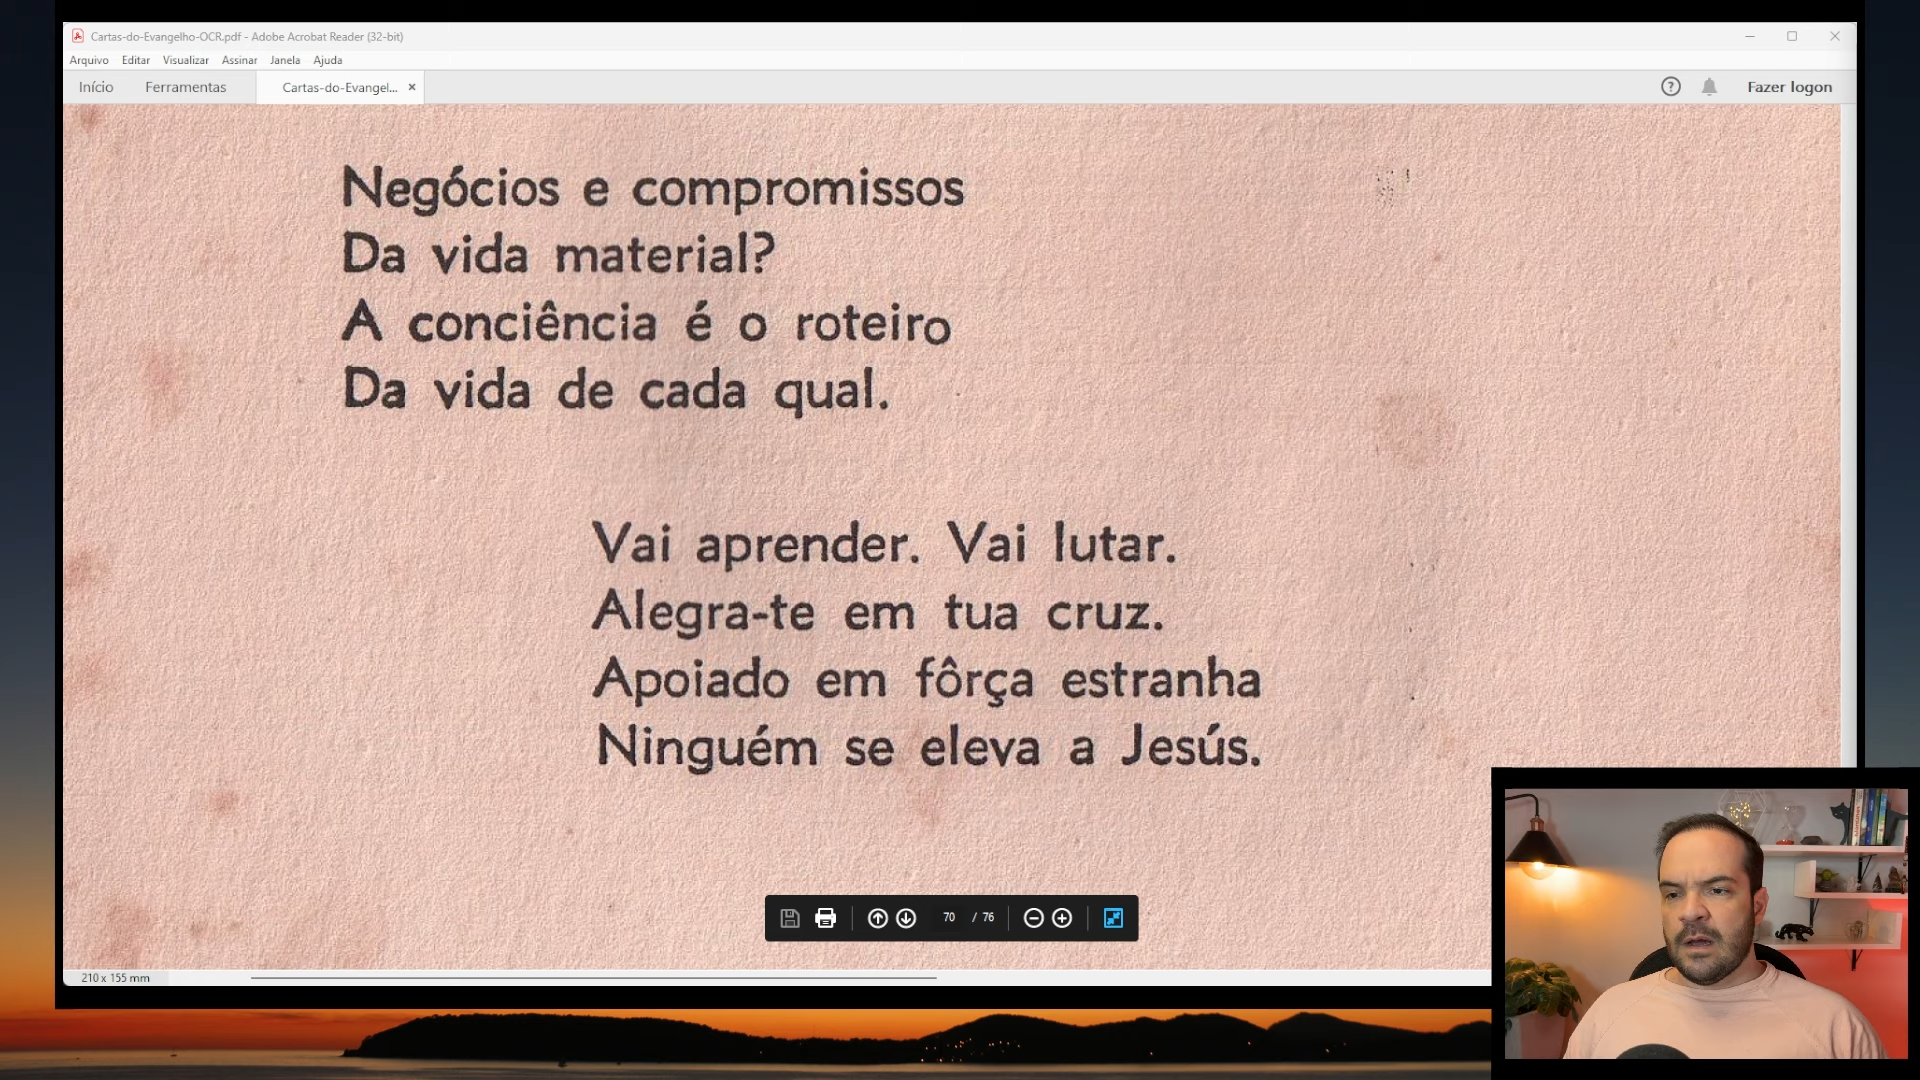 Cartas-do-Evangelho-OCR.pdf - Adobe Acrobat Reader (32-bit)
Arquivo Editar Visualizar Assinar Janela Ajuda
Início Ferramentas Cartas-do-Evangel... × Fazer logon
Negócios e compromissos
Da vida material?
A conciência é o roteiro
Da vida de cada qual.
Vai aprender. Vai lutar.
Alegra-te em tua cruz.
Apoiado em fôrça estranha
Ninguém se eleva a Jesús.
70 / 76
210 x 155 mm